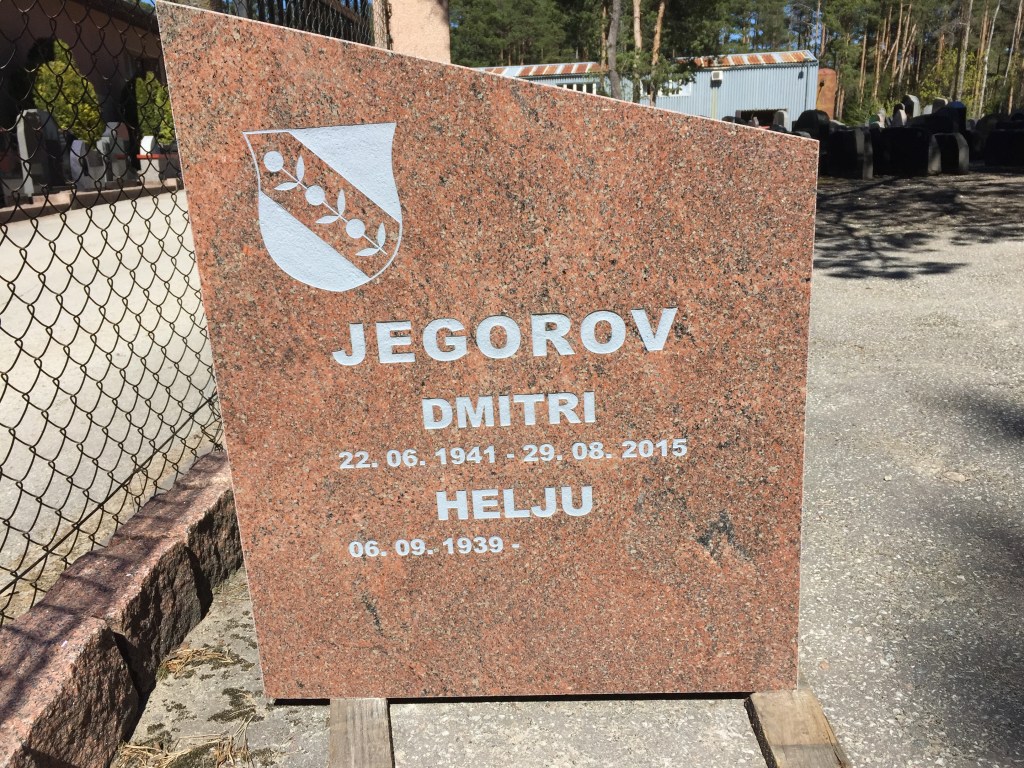 JEGOROV
DMITRI
22. 06. 1941 - 29. 08. 2015
HELJU
06. 09. 1939 -